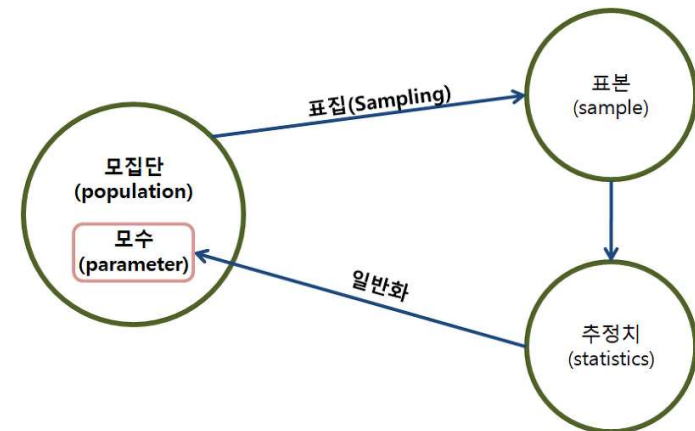 표집(Sampling)
표본
(sample)
모집단
(population)
모수
(parameter)
일반화
추정치
(statistics)